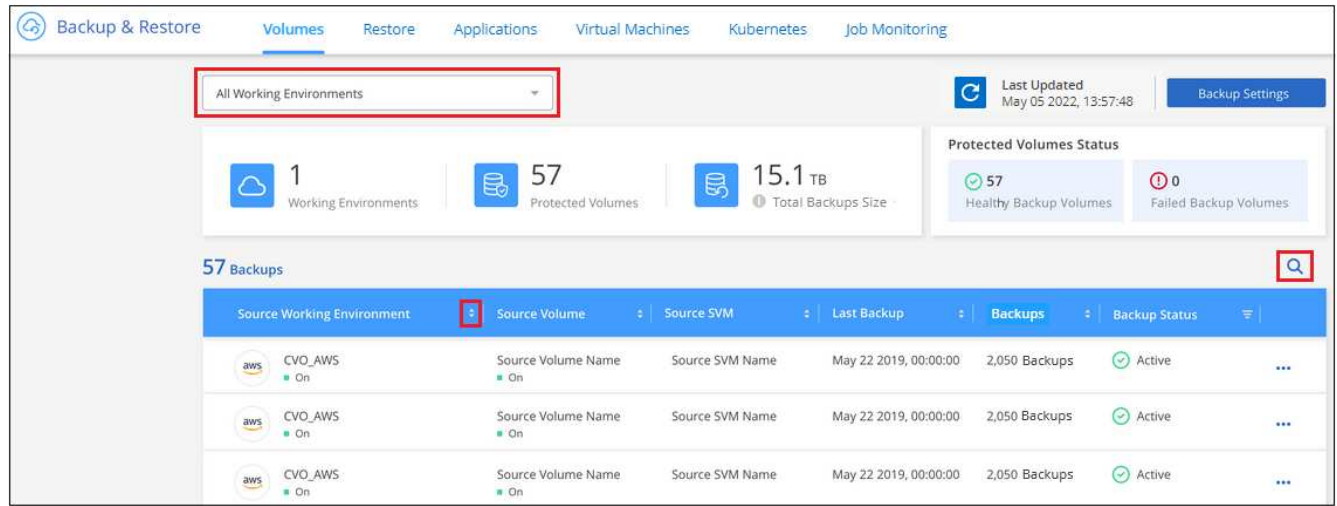 Backup & Restore Volumes Restore Applications Virtual Machines Kubernetes Job Monitoring
All Working Environments
Last Updated
May 05 2022, 13:57:48
Backup Settings
1
Working Environments
57
Protected Volumes
15.1 TB
Total Backups Size
Protected Volumes Status
57
Healthy Backup Volumes
0
Failed Backup Volumes
57 Backups
Source Working Environment Source Volume Source SVM Last Backup Backups Backup Status
aws CVO_AWS Source Volume Name Source SVM Name May 22 2019, 00:00:00 2,050 Backups Active
On On
aws CVO_AWS Source Volume Name Source SVM Name May 22 2019, 00:00:00 2,050 Backups Active
On On
aws CVO_AWS Source Volume Name Source SVM Name May 22 2019, 00:00:00 2,050 Backups Active
On On